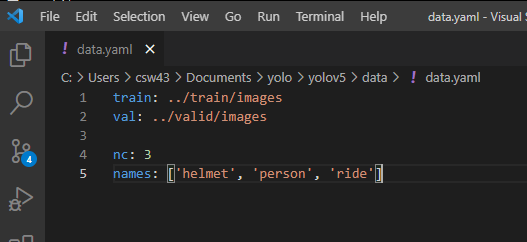 File Edit Selection View Go Run Terminal Help data.yaml - Visual S
! data.yaml ×
C: > Users > csw43 > Documents > yolo > yolov5 > data > ! data.yaml
1 train: ../train/images
2 val: ../valid/images
3
4 nc: 3
5 names: ['helmet', 'person', 'ride']
4